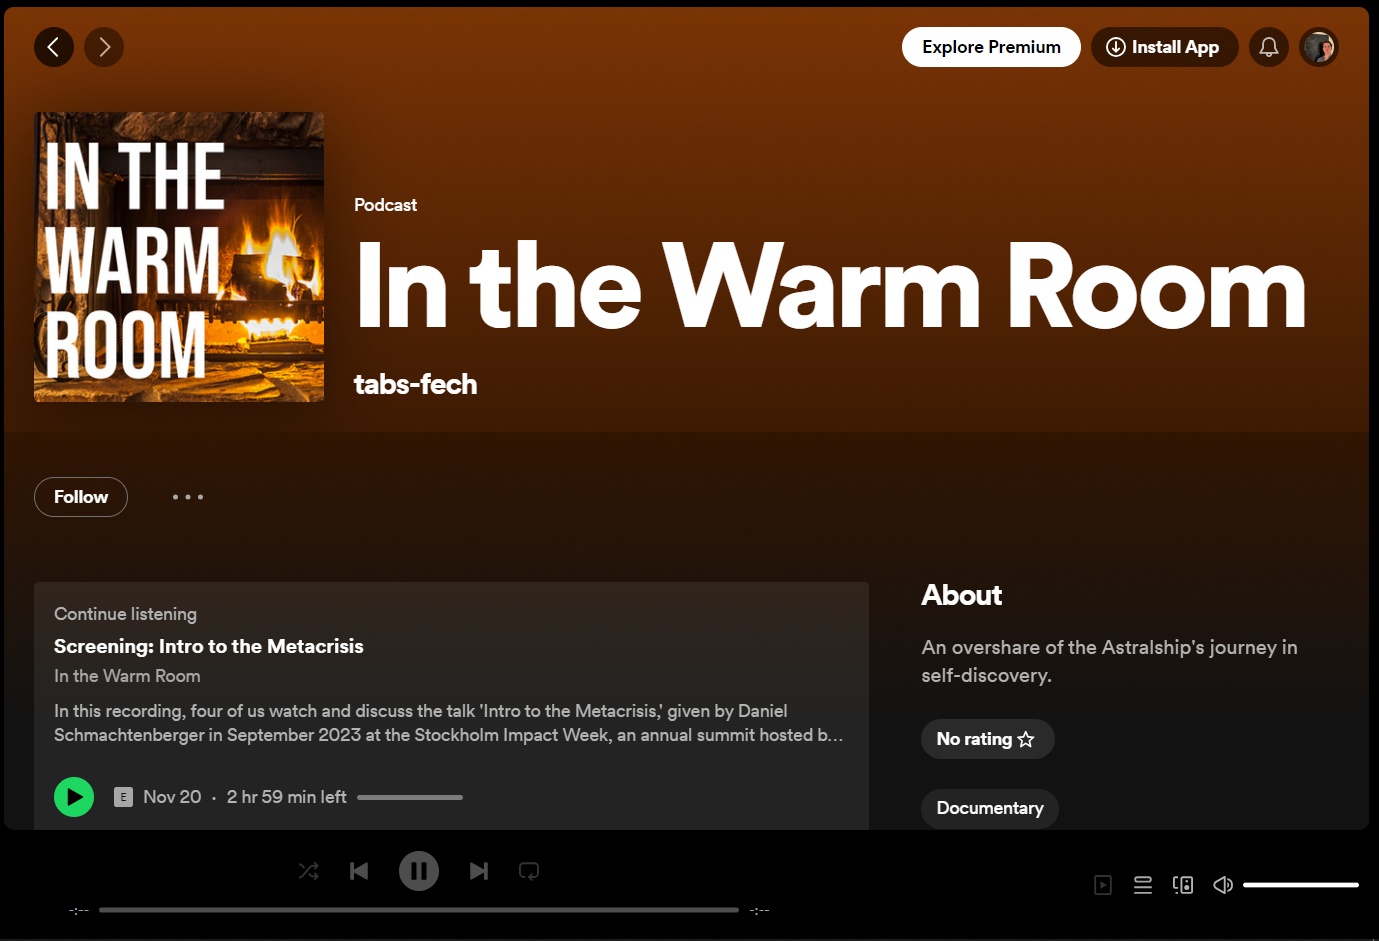 Explore Premium
Install App
IN THE
WARM
ROOM
Podcast
In the Warm Room
tabs-fech
Follow
Continue listening
Screening: Intro to the Metacrisis
In the Warm Room
In this recording, four of us watch and discuss the talk 'Intro to the Metacrisis,' given by Daniel
Schmachtenberger in September 2023 at the Stockholm Impact Week, an annual summit hosted b...
E Nov 20 · 2 hr 59 min left
About
An overshare of the Astralship's journey in
self-discovery.
No rating
Documentary
-:-- -:--